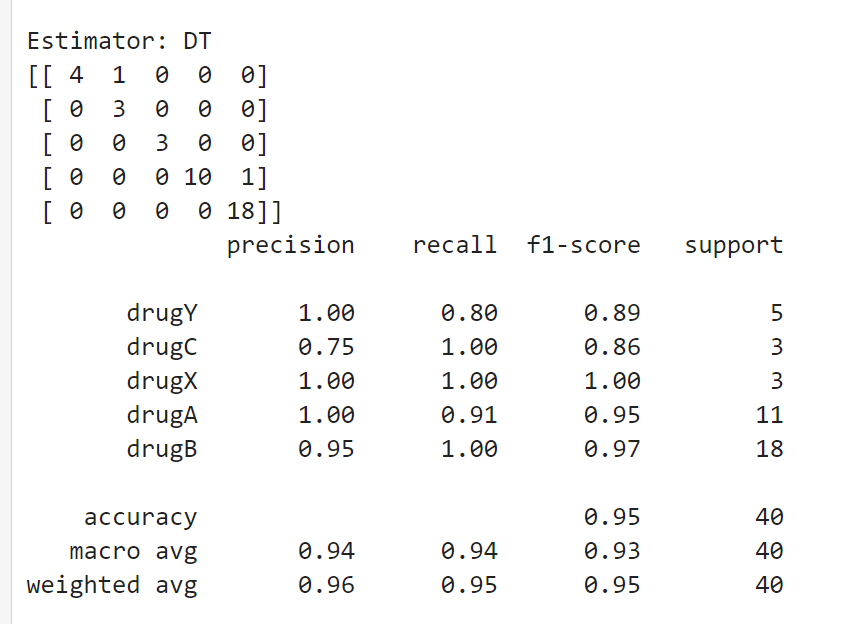 Estimator: DT
[[ 4  1  0  0  0]
 [ 0  3  0  0  0]
 [ 0  0  3  0  0]
 [ 0  0  0 10  1]
 [ 0  0  0  0 18]]
              precision    recall  f1-score   support

       drugY       1.00      0.80      0.89         5
       drugC       0.75      1.00      0.86         3
       drugX       1.00      1.00      1.00         3
       drugA       1.00      0.91      0.95        11
       drugB       0.95      1.00      0.97        18

    accuracy                           0.95        40
   macro avg       0.94      0.94      0.93        40
weighted avg       0.96      0.95      0.95        40